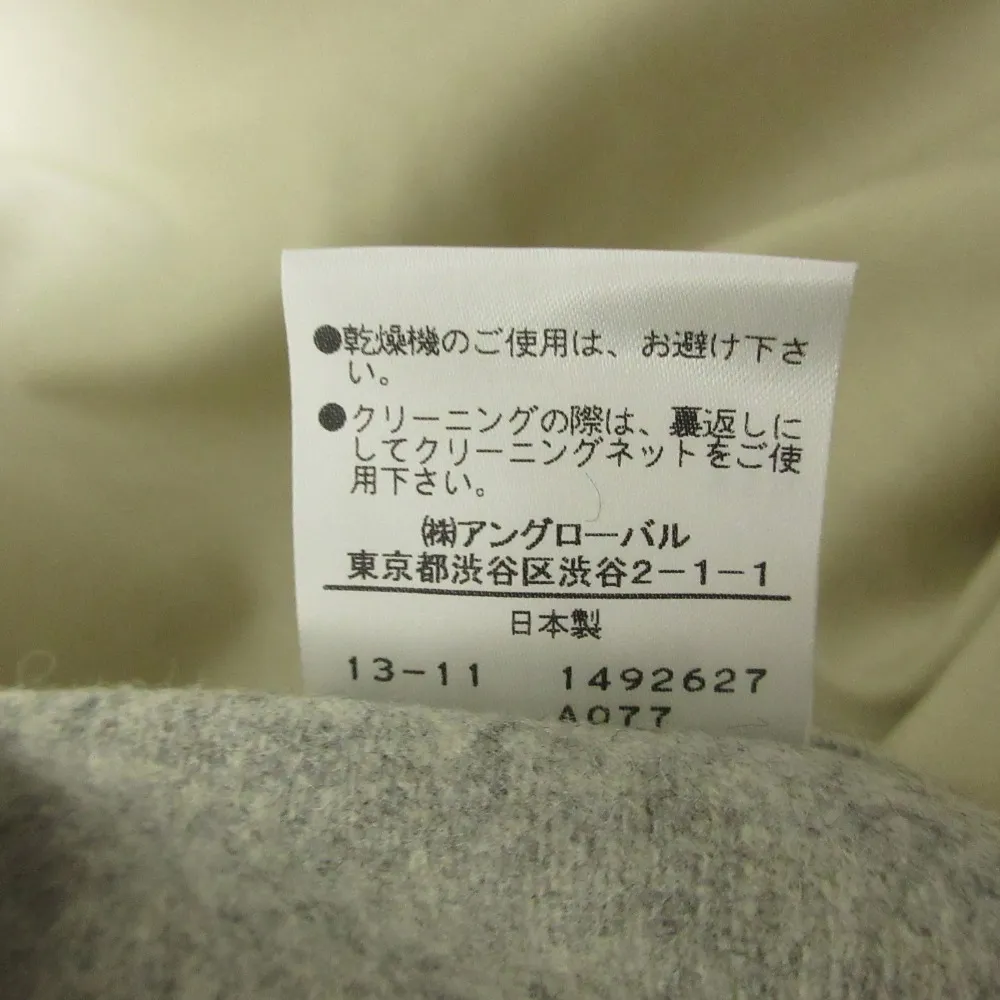 ●乾燥機のご使用は、お避け下さ
い。
●クリーニングの際は、裏返しに
してクリーニングネットをご使
用下さい。
㈱アングローバル
東京都渋谷区渋谷2-1-1
日本製
13-11 1492627
A077